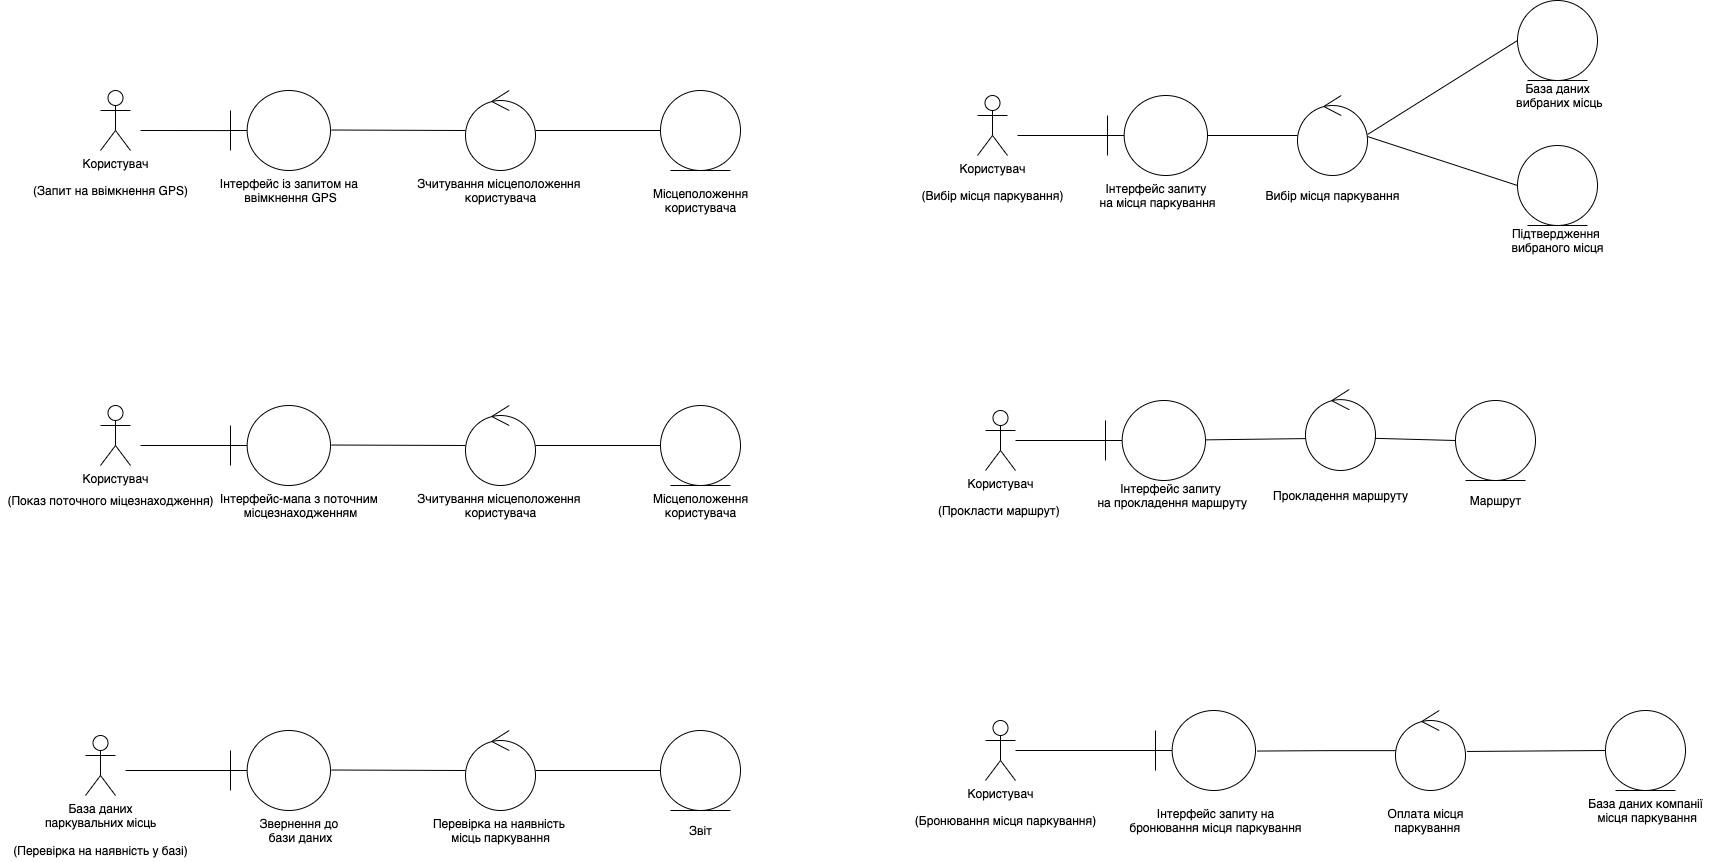 Користувач
(Запит на ввімкнення GPS)
Інтерфейс із запитом на
ввімкнення GPS
Зчитування місцеположення
користувача
Місцеположення
користувача
Користувач
(Вибір місця паркування)
Інтерфейс запиту
на місця паркування
Вибір місця паркування
База даних
вибраних місць
Підтвердження
вибраного місця
Користувач
(Показ поточного міцезнаходження)
Інтерфейс-мапа з поточним
місцезнаходженням
Зчитування місцеположення
користувача
Місцеположення
користувача
Користувач
(Прокласти маршрут)
Інтерфейс запиту
на прокладення маршруту
Прокладення маршруту
Маршрут
База даних
паркувальних місць
(Перевірка на наявність у базі)
Звернення до
бази даних
Перевірка на наявність
місць паркування
Звіт
Користувач
(Бронювання місця паркування)
Інтерфейс запиту на
бронювання місця паркування
Оплата місця
паркування
База даних компанії
місця паркування